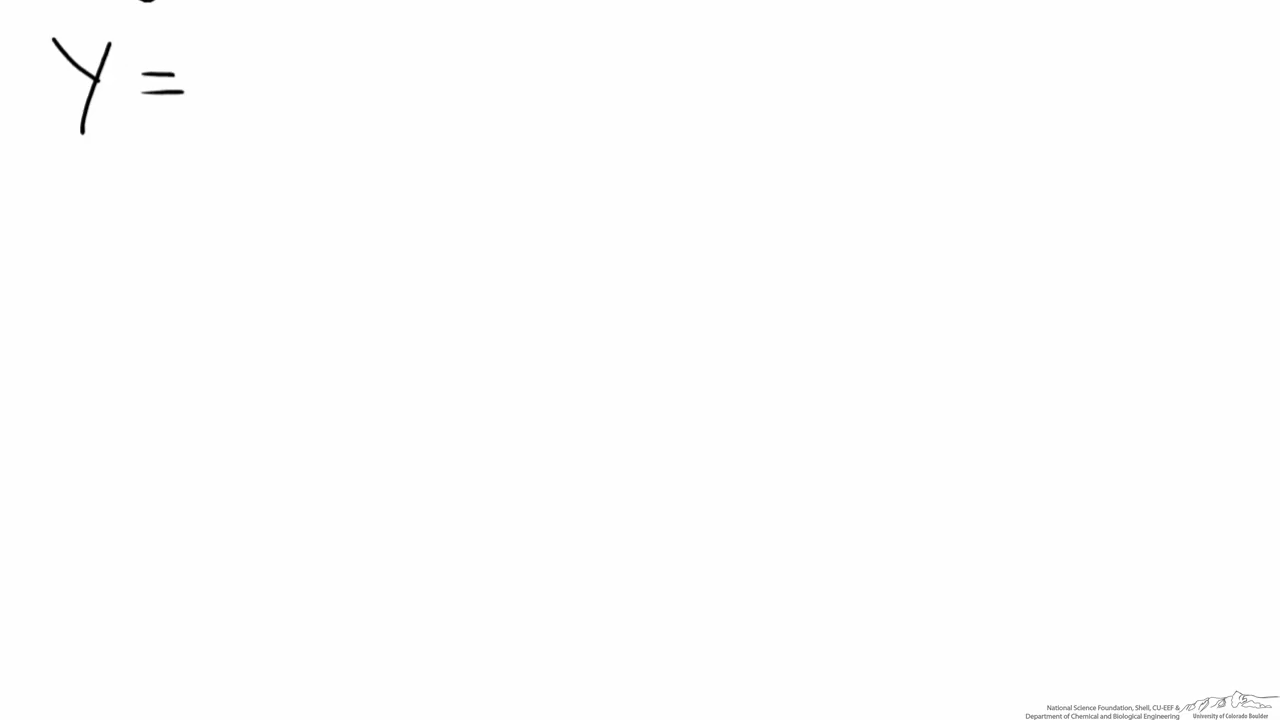 Y =
National Science Foundation, Shell, CU-EEF &
Department of Chemical and Biological Engineering
University of Colorado Boulder